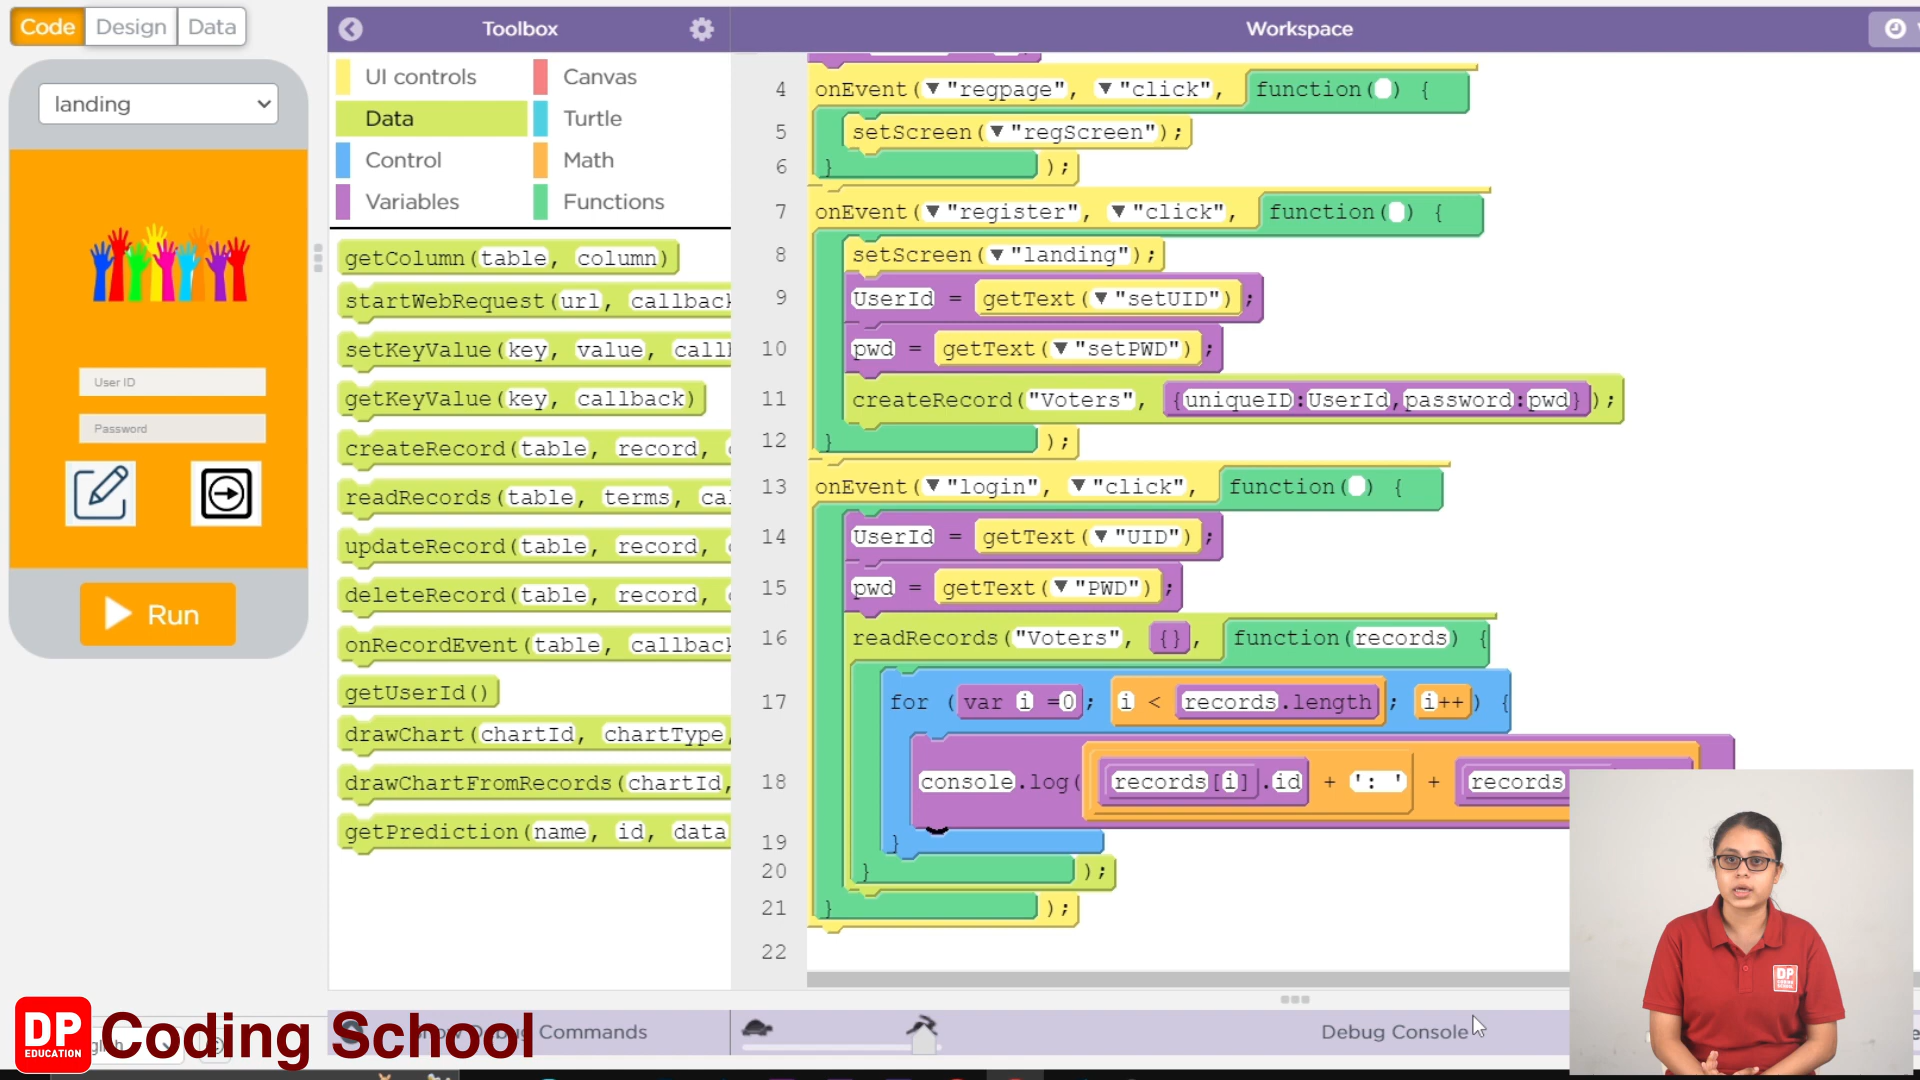 Code Design Data
Toolbox
Workspace
landing
UI controls
Canvas
Data
Turtle
Control
Math
Variables
Functions
getColumn(table, column)
startWebRequest(url, callback
setKeyValue(key, value, call
getKeyValue(key, callback)
createRecord(table, record,
readRecords(table, terms, ca
updateRecord(table, record,
deleteRecord(table, record,
onRecordEvent(table, callback
getUserId()
drawChart(chartId, chartType,
drawChartFromRecords(chartId,
getPrediction(name, id, data
User ID
Password
Run
4 onEvent(▼"regpage", ▼"click", function() {
5 setScreen(▼"regScreen");
6 } );
7 onEvent(▼"register", ▼"click", function() {
8 setScreen(▼"landing");
9 UserId = getText(▼"setUID");
10 pwd = getText(▼"setPWD");
11 createRecord("Voters", {uniqueID:UserId,password:pwd});
12 } );
13 onEvent(▼"login", ▼"click", function() {
14 UserId = getText(▼"UID");
15 pwd = getText(▼"PWD");
16 readRecords("Voters", {}, function(records) {
17 for (var i =0; i < records.length; i++) {
18 console.log(records[i].id + ': ' + records
19 }
20 } );
21 } );
22
Commands
Debug Console
DP
EDUCATION
Coding School
DP